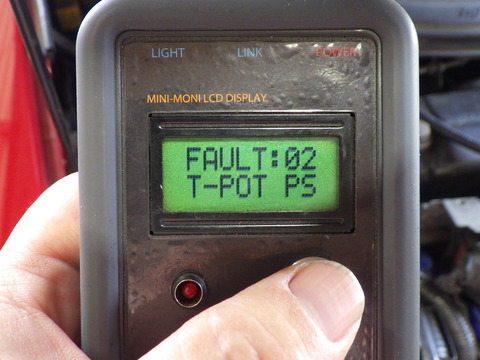 LIGHT LINK POWER
MINI-MONI LCD DISPLAY
FAULT:02
T-POT PS